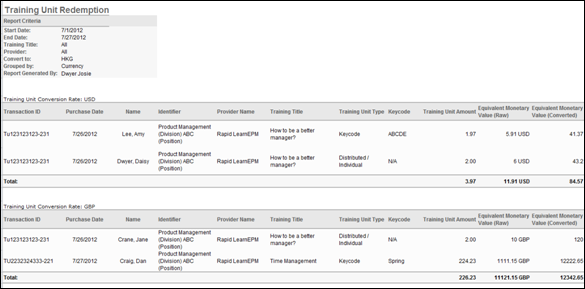 Training Unit Redemption
Report Criteria
Start Date: 7/1/2012
End Date: 7/27/2012
Training Title: All
Provider: All
Convert to: HKG
Grouped by: Currency
Report Generated By: Dwyer Josie
Training Unit Conversion Rate: USD
Transaction ID Purchase Date Name Identifier Provider Name Training Title Training Unit Type Keycode Training Unit Amount Equivalent Monetary Value (Raw) Equivalent Monetary Value (Converted)
Tu123123123-231 7/26/2012 Lee, Amy Product Management (Division) ABC (Position) Rapid LearnEPM How to be a better manager? Keycode ABCDE 1.97 5.91 USD 41.37
Tu123123123-231 7/26/2012 Dwyer, Daisy Product Management (Division) ABC (Position) Rapid LearnEPM How to be a better manager? Distributed / Individual N/A 2.00 6 USD 43.2
Total: 3.97 11.91 USD 84.57
Training Unit Conversion Rate: GBP
Transaction ID Purchase Date Name Identifier Provider Name Training Title Training Unit Type Keycode Training Unit Amount Equivalent Monetary Value (Raw) Equivalent Monetary Value (Converted)
Tu123123123-231 7/26/2012 Crane, Jane Product Management (Division) ABC (Position) Rapid LearnEPM How to be a better manager? Distributed / Individual N/A 2.00 10 GBP 120
TU2232324333-221 7/27/2012 Craig, Dan Product Management (Division) ABC (Position) Rapid LearnEPM Time Management Keycode Spring 224.23 1111.15 GBP 12222.65
Total: 226.23 11121.15 GBP 12342.65